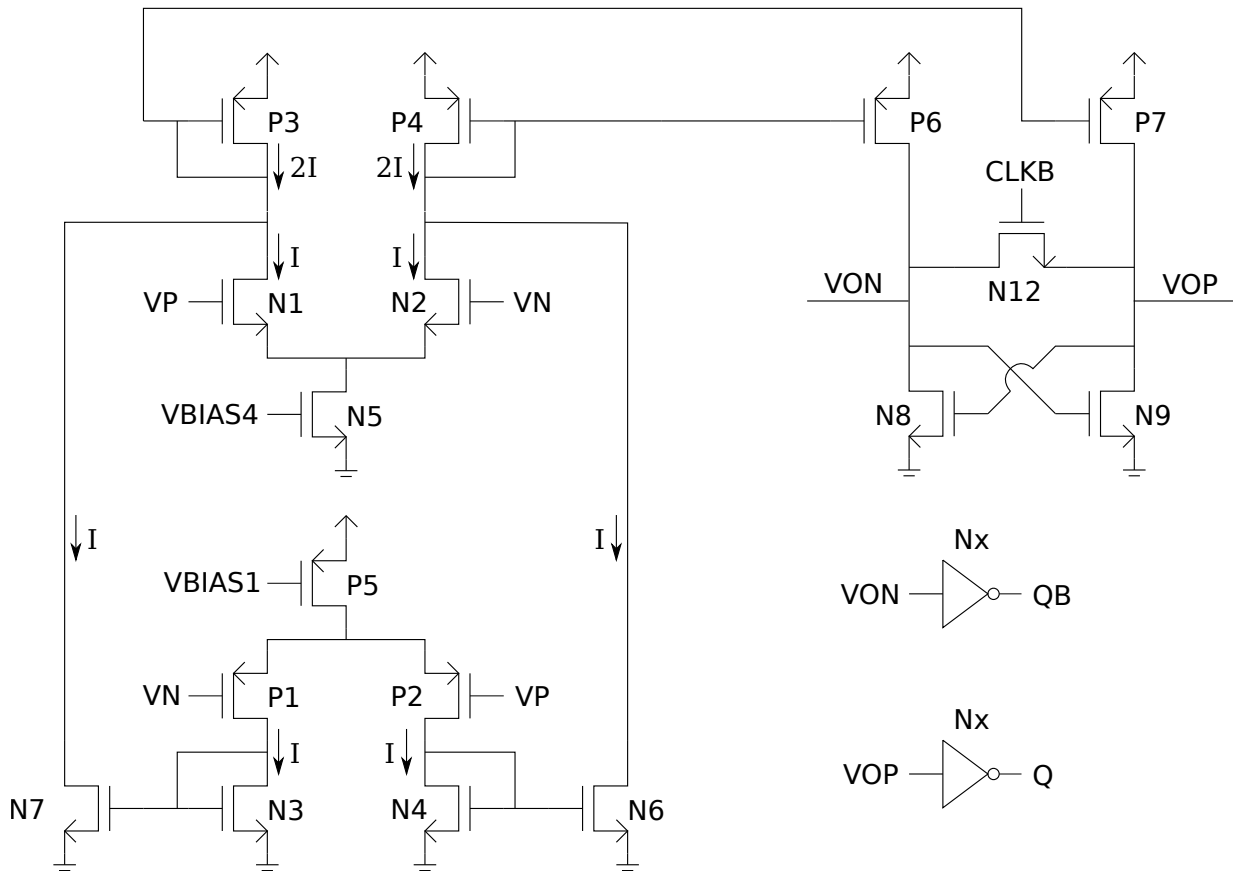 P3
P4
P6
P7
2I
2I
CLKB
I
I
VP
N1
N2
VN
VON
N12
VOP
VBIAS4
N5
N8
N9
I
I
Nx
VBIAS1
P5
VON
QB
VN
P1
P2
VP
Nx
I
I
VOP
Q
N7
N3
N4
N6